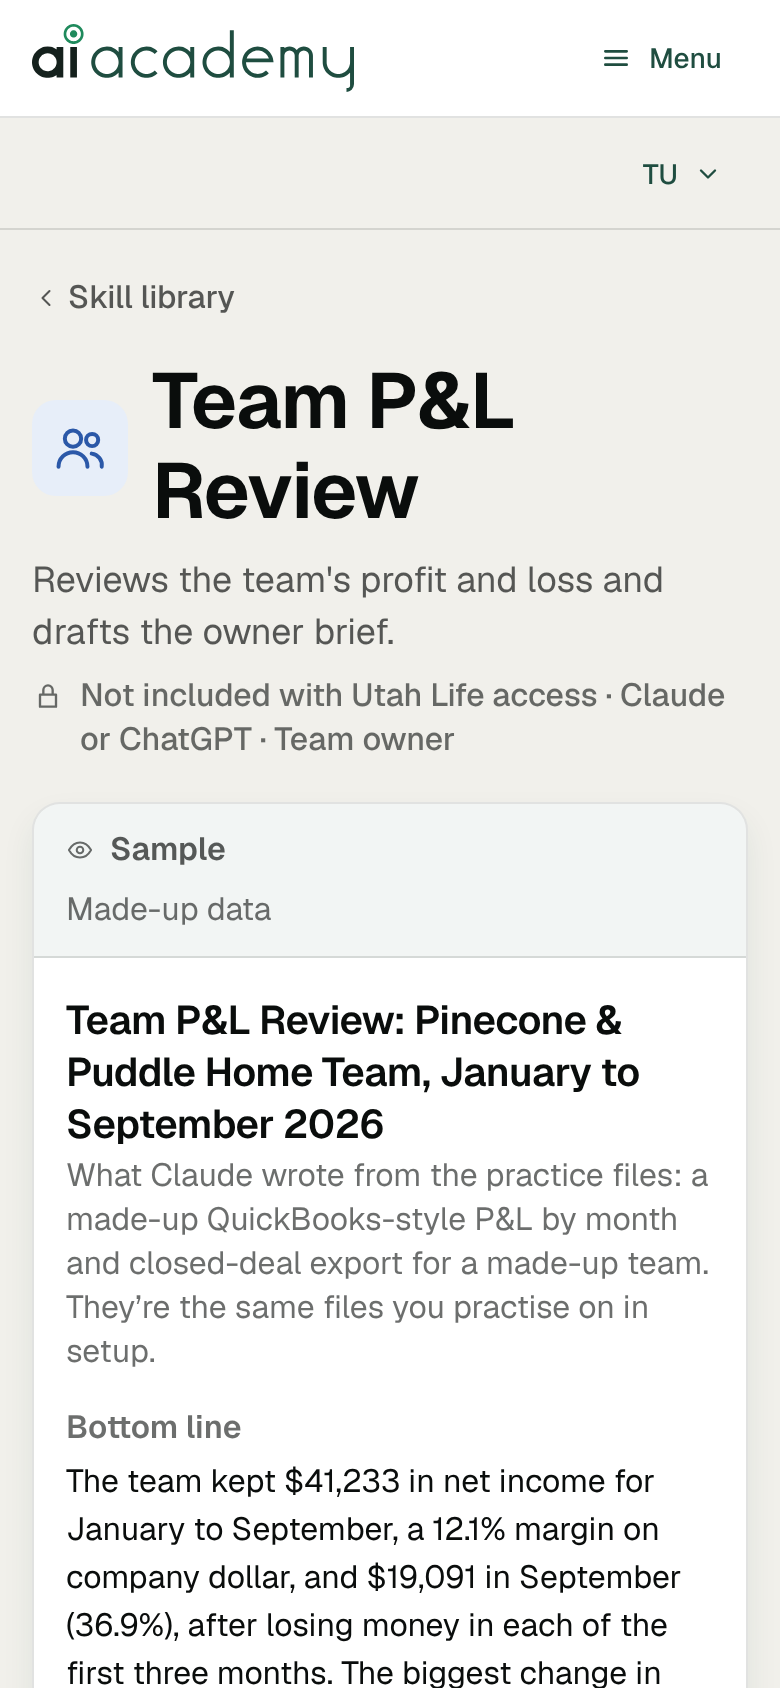 ai academy
Menu
TU
Skill library
Team P&L
Review
Reviews the team's profit and loss and
drafts the owner brief.
Not included with Utah Life access · Claude
or ChatGPT · Team owner
Sample
Made-up data
Team P&L Review: Pinecone &
Puddle Home Team, January to
September 2026
What Claude wrote from the practice files: a
made-up QuickBooks-style P&L by month
and closed-deal export for a made-up team.
They’re the same files you practise on in
setup.
Bottom line
The team kept $41,233 in net income for
January to September, a 12.1% margin on
company dollar, and $19,091 in September
(36.9%), after losing money in each of the
first three months. The biggest change in